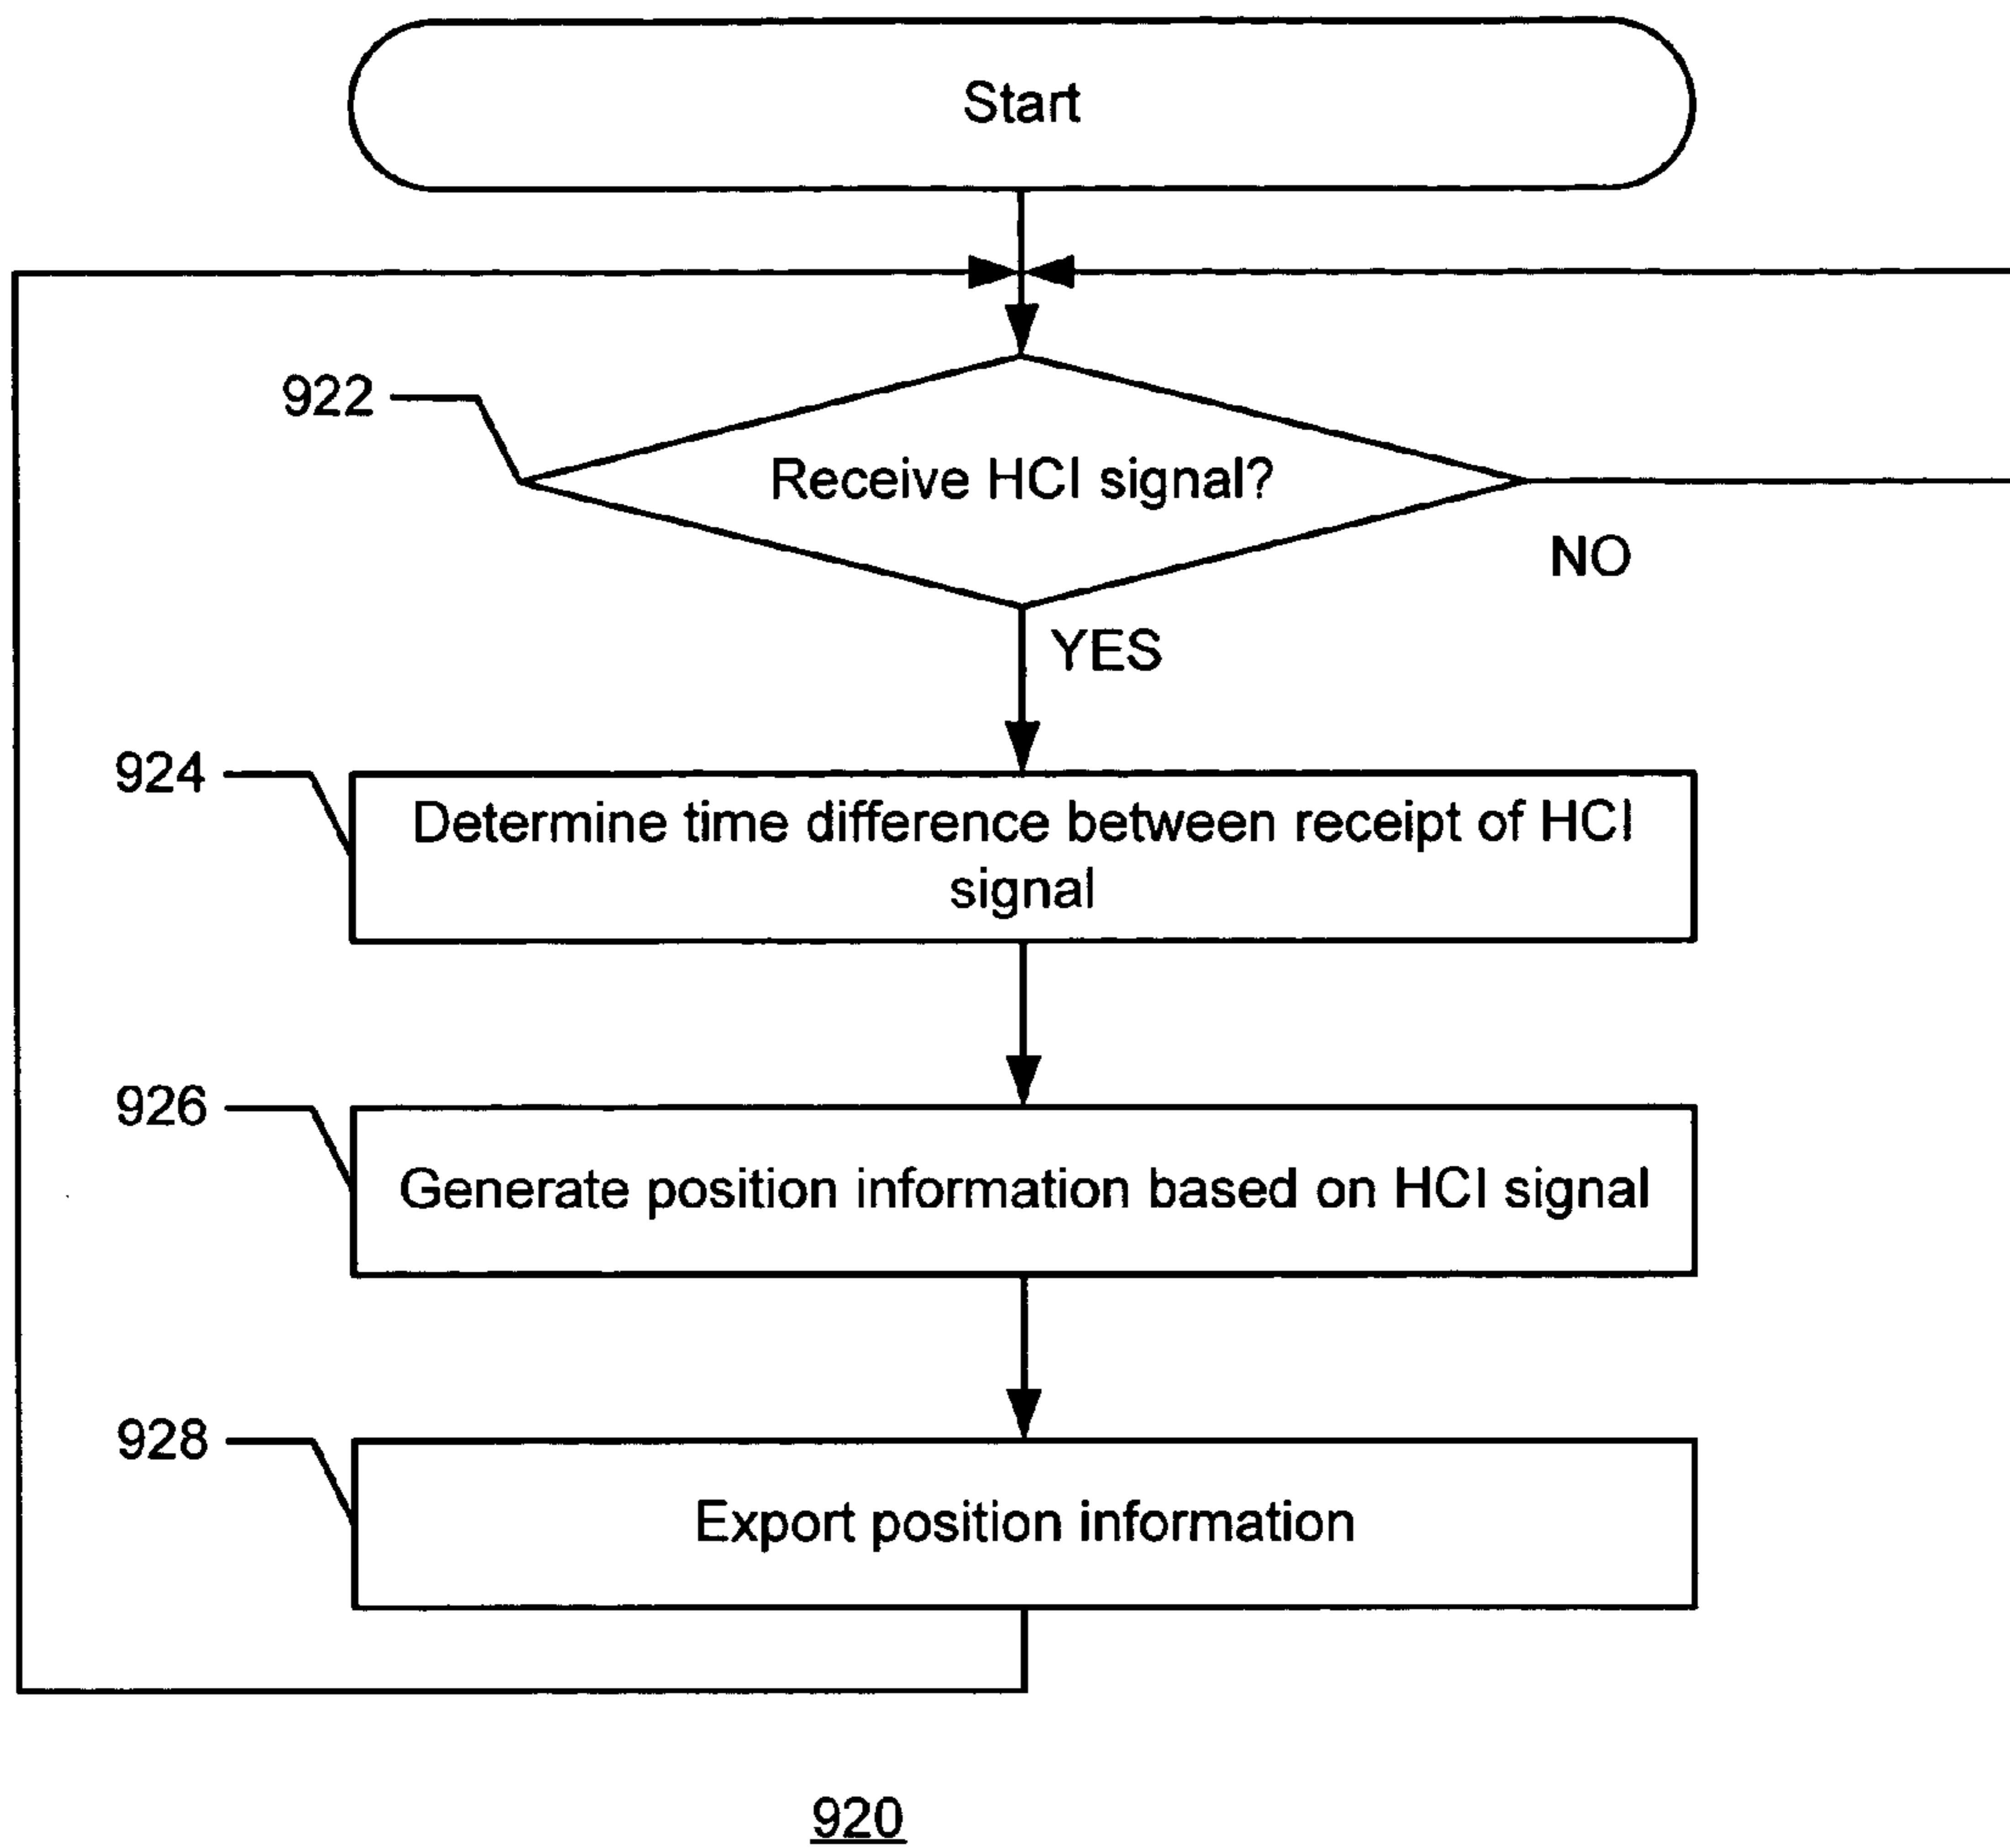 Start
922
Receive HCI signal?
NO
YES
924
Determine time difference between receipt of HCI
signal
926
Generate position information based on HCI signal
928
Export position information
920